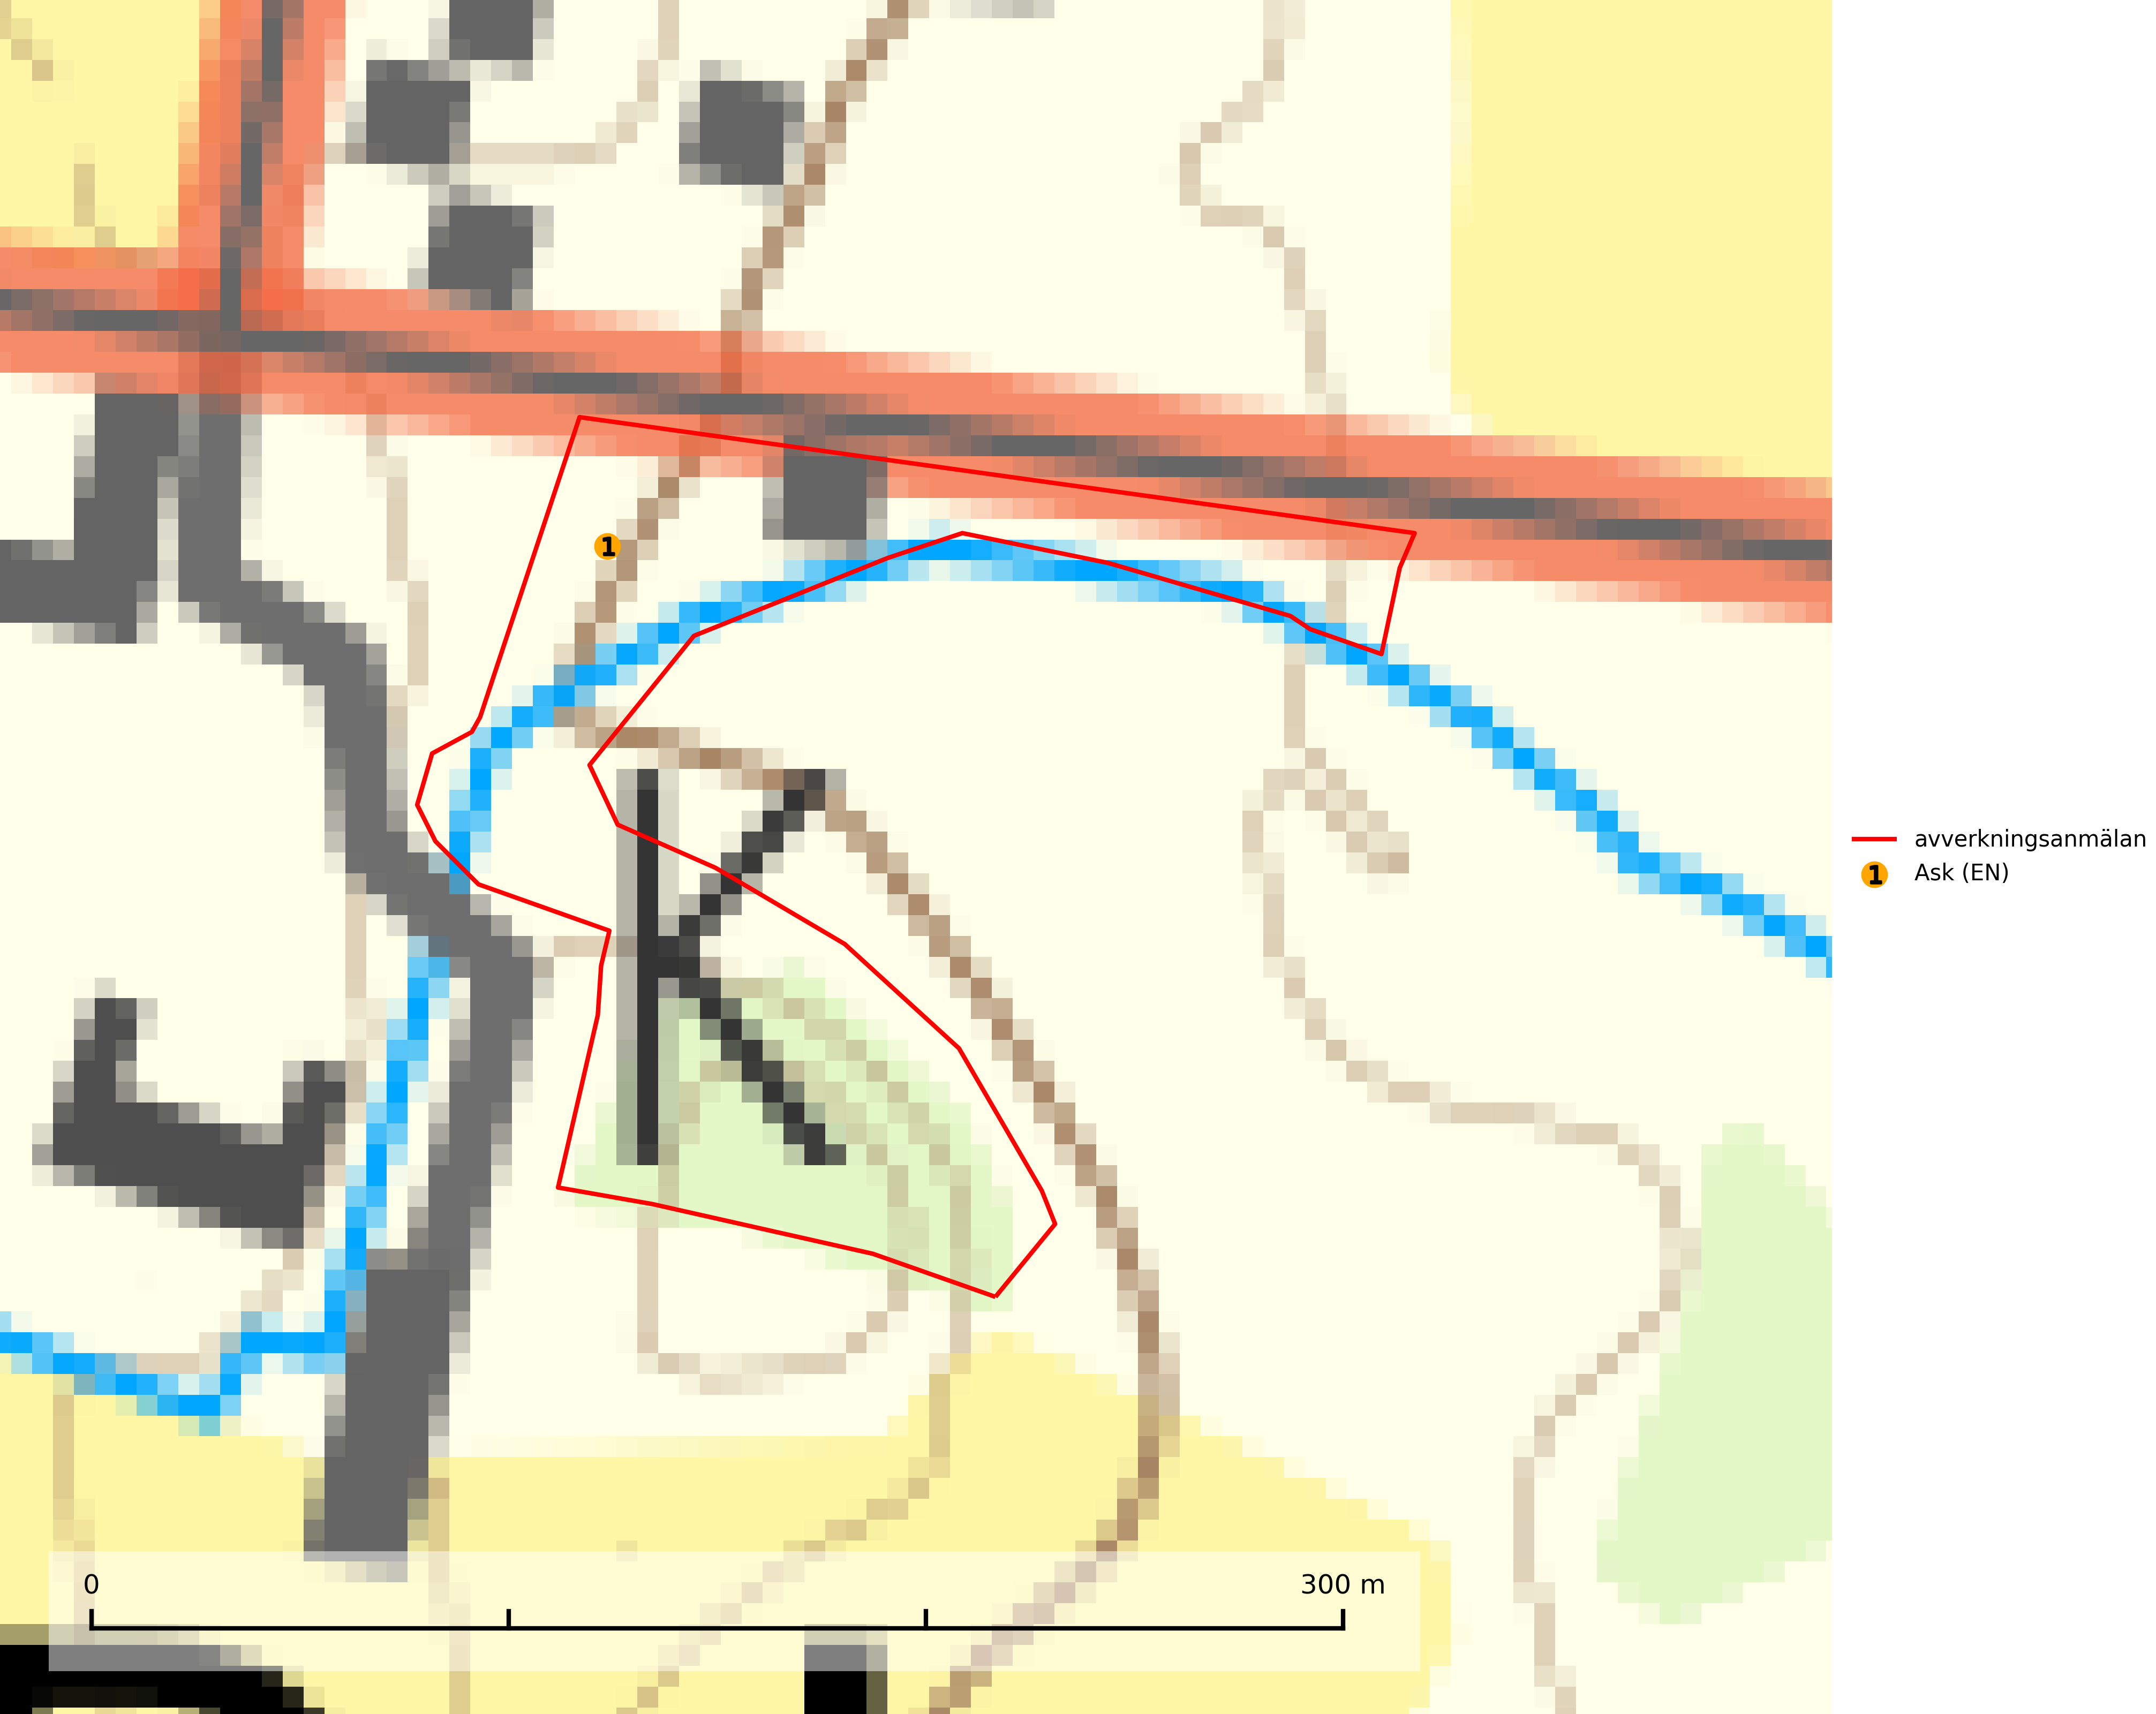 1
avverkningsanmälan
1 Ask (EN)
0 300 m